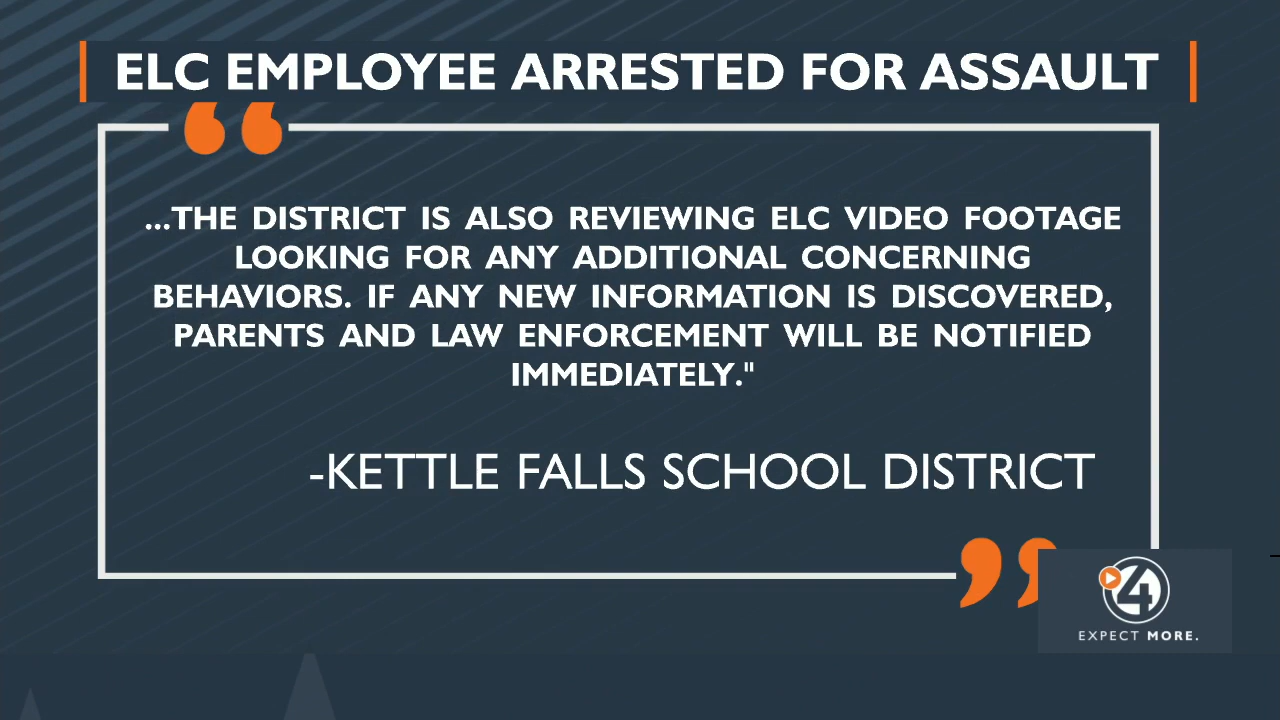 ELC EMPLOYEE ARRESTED FOR ASSAULT
...THE DISTRICT IS ALSO REVIEWING ELC VIDEO FOOTAGE
LOOKING FOR ANY ADDITIONAL CONCERNING
BEHAVIORS. IF ANY NEW INFORMATION IS DISCOVERED,
PARENTS AND LAW ENFORCEMENT WILL BE NOTIFIED
IMMEDIATELY."
-KETTLE FALLS SCHOOL DISTRICT
4
EXPECT MORE.